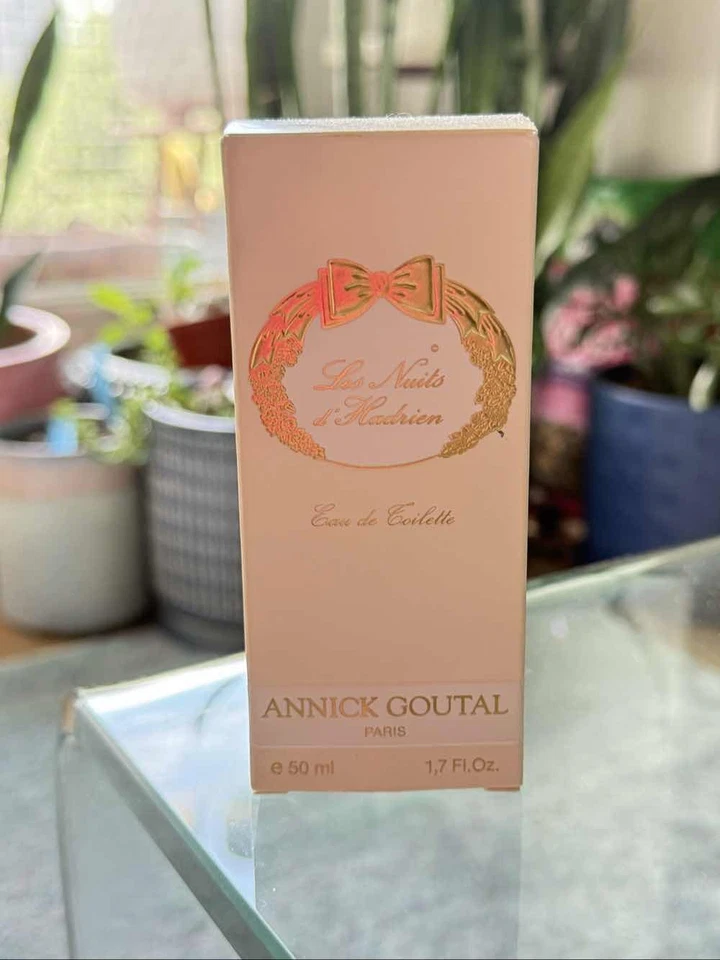 ©
Les Nuits
d'Hadrien
Eau de Toilette
ANNICK GOUTAL
PARIS
e 50 ml 1,7 Fl.Oz.